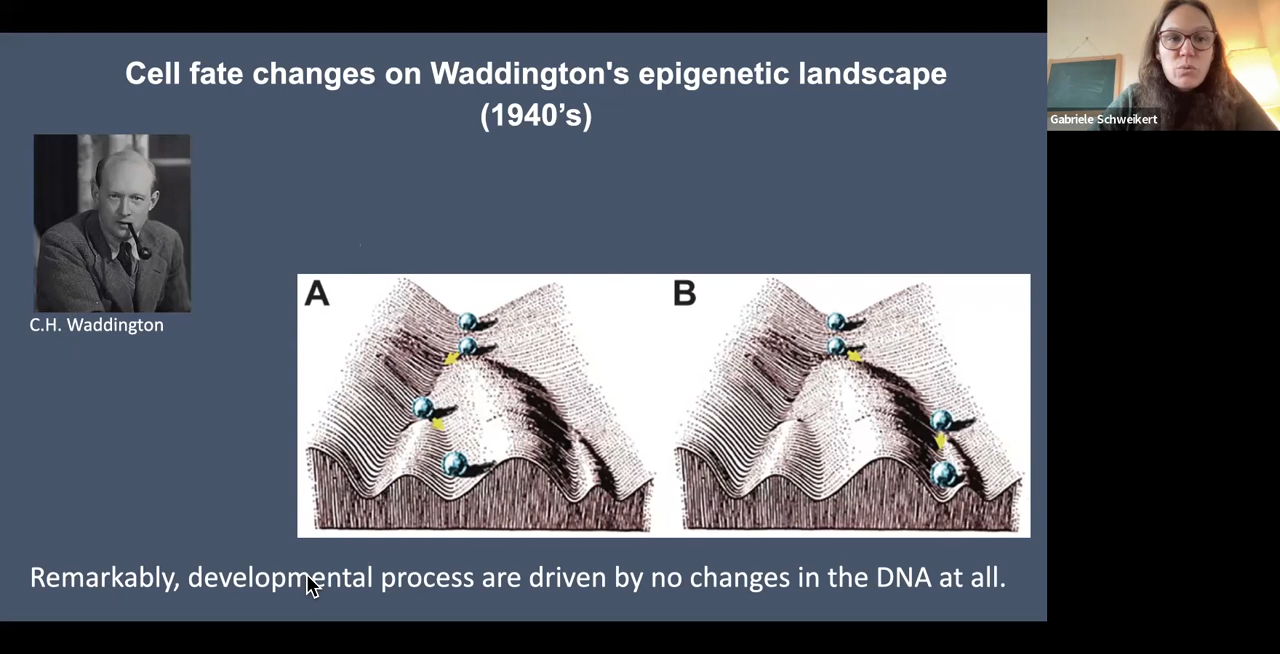 Cell fate changes on Waddington's epigenetic landscape
(1940’s)
Gabriele Schweikert
C.H. Waddington
A
B
Remarkably, developmental process are driven by no changes in the DNA at all.